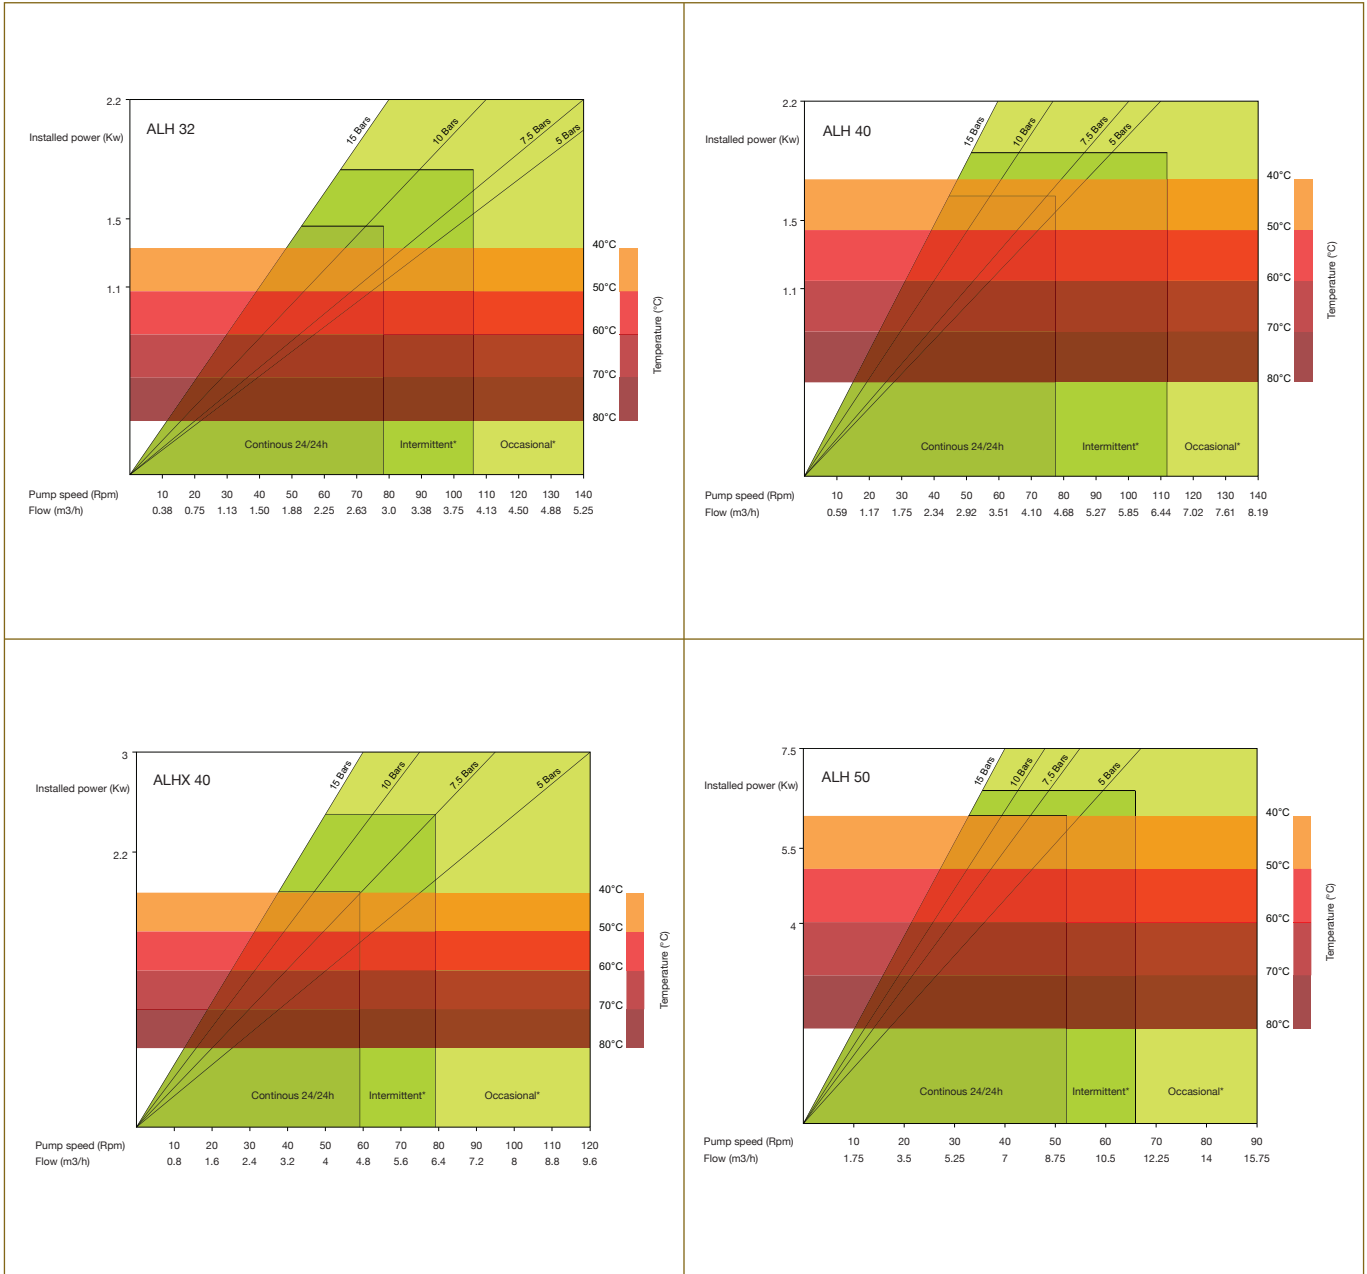 2.2
Installed power (Kw)
ALH 32
15 Bars
10 Bars
7.5 Bars
5 Bars
1.5
1.1
40°C
50°C
60°C
70°C
80°C
Temperature (°C)
Continous 24/24h
Intermittent*
Occasional*
Pump speed (Rpm) 10 20 30 40 50 60 70 80 90 100 110 120 130 140
Flow (m3/h) 0.38 0.75 1.13 1.50 1.88 2.25 2.63 3.0 3.38 3.75 4.13 4.50 4.88 5.25
2.2
Installed power (Kw)
ALH 40
15 Bars
10 Bars
7.5 Bars
5 Bars
1.5
1.1
40°C
50°C
60°C
70°C
80°C
Temperature (°C)
Continous 24/24h
Intermittent*
Occasional*
Pump speed (Rpm) 10 20 30 40 50 60 70 80 90 100 110 120 130 140
Flow (m3/h) 0.59 1.17 1.75 2.34 2.92 3.51 4.10 4.68 5.27 5.85 6.44 7.02 7.61 8.19
3
Installed power (Kw)
ALHX 40
15 Bars
10 Bars
7.5 Bars
5 Bars
2.2
40°C
50°C
60°C
70°C
80°C
Temperature (°C)
Continous 24/24h
Intermittent*
Occasional*
Pump speed (Rpm) 10 20 30 40 50 60 70 80 90 100 110 120
Flow (m3/h) 0.8 1.6 2.4 3.2 4 4.8 5.6 6.4 7.2 8 8.8 9.6
7.5
Installed power (Kw)
ALH 50
15 Bars
10 Bars
7.5 Bars
5 Bars
5.5
4
40°C
50°C
60°C
70°C
80°C
Temperature (°C)
Continous 24/24h
Intermittent*
Occasional*
Pump speed (Rpm) 10 20 30 40 50 60 70 80 90
Flow (m3/h) 1.75 3.5 5.25 7 8.75 10.5 12.25 14 15.75